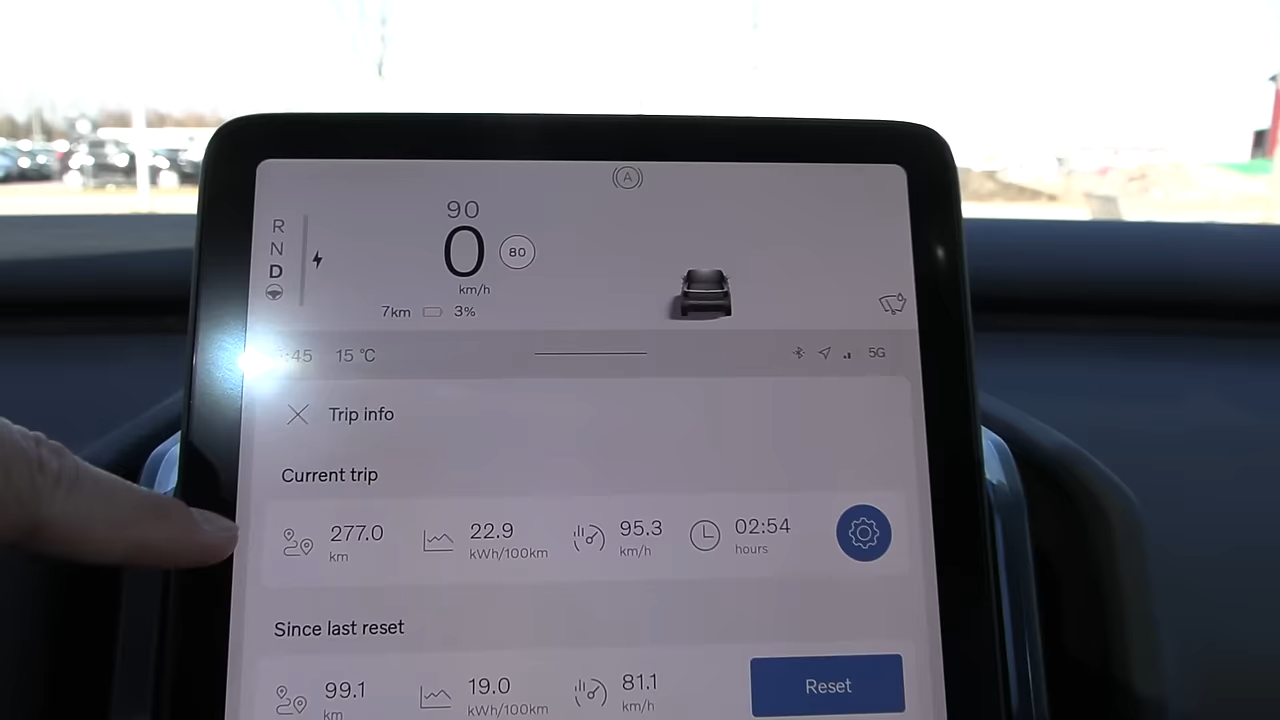 A
R
N
D
90
0
80
km/h
7km 3%
:45 15 °C 5G
Trip info
Current trip
277.0 22.9 95.3 02:54
km kWh/100km km/h hours
Since last reset
99.1 19.0 81.1 Reset
km kWh/100km km/h